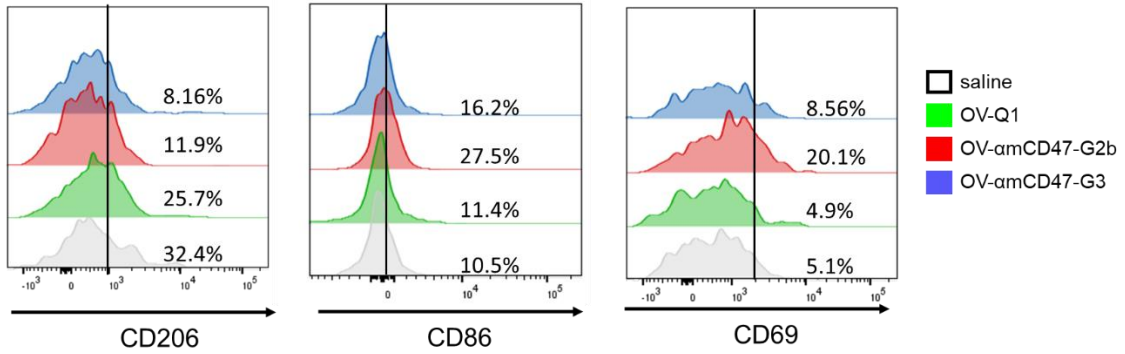 8.16%
11.9%
25.7%
32.4%
-10³ 0 10³ 10⁴ 10⁵
CD206
16.2%
27.5%
11.4%
10.5%
0 10⁴ 10⁵
CD86
8.56%
20.1%
4.9%
5.1%
-10³ 0 10³ 10⁴ 10⁵
CD69
saline
OV-Q1
OV-αmCD47-G2b
OV-αmCD47-G3